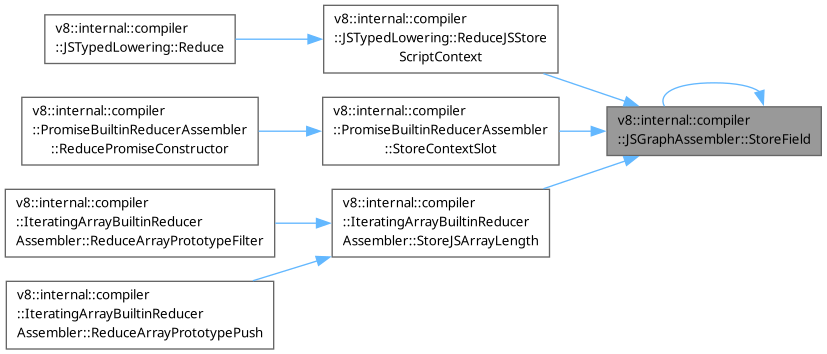 v8::internal::compiler
::JSTypedLowering::Reduce
v8::internal::compiler
::JSTypedLowering::ReduceJSStore
ScriptContext
v8::internal::compiler
::PromiseBuiltinReducerAssembler
::ReducePromiseConstructor
v8::internal::compiler
::PromiseBuiltinReducerAssembler
::StoreContextSlot
v8::internal::compiler
::JSGraphAssembler::StoreField
v8::internal::compiler
::IteratingArrayBuiltinReducer
Assembler::ReduceArrayPrototypeFilter
v8::internal::compiler
::IteratingArrayBuiltinReducer
Assembler::StoreJSArrayLength
v8::internal::compiler
::IteratingArrayBuiltinReducer
Assembler::ReduceArrayPrototypePush